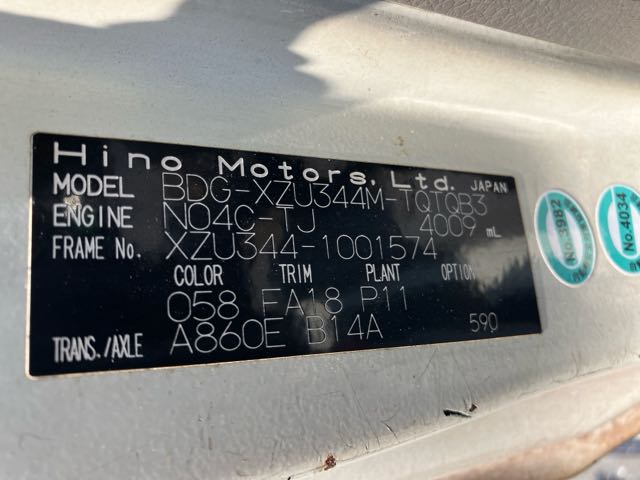 Hino Motors, Ltd. JAPAN
MODEL BDG-XZU344M-TQTQB3
ENGINE N04C-TJ 4009 mL
FRAME No. XZU344-1001574
COLOR TRIM PLANT OPTION
058 FA18 P11
TRANS./AXLE A860E B14A 590
No.3982
No.4034